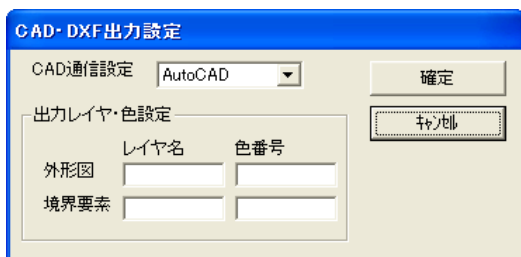 CAD・DXF出力設定
CAD通信設定 AutoCAD
確定
ｷｬﾝｾﾙ
出力レイヤ・色設定
レイヤ名 色番号
外形図
境界要素